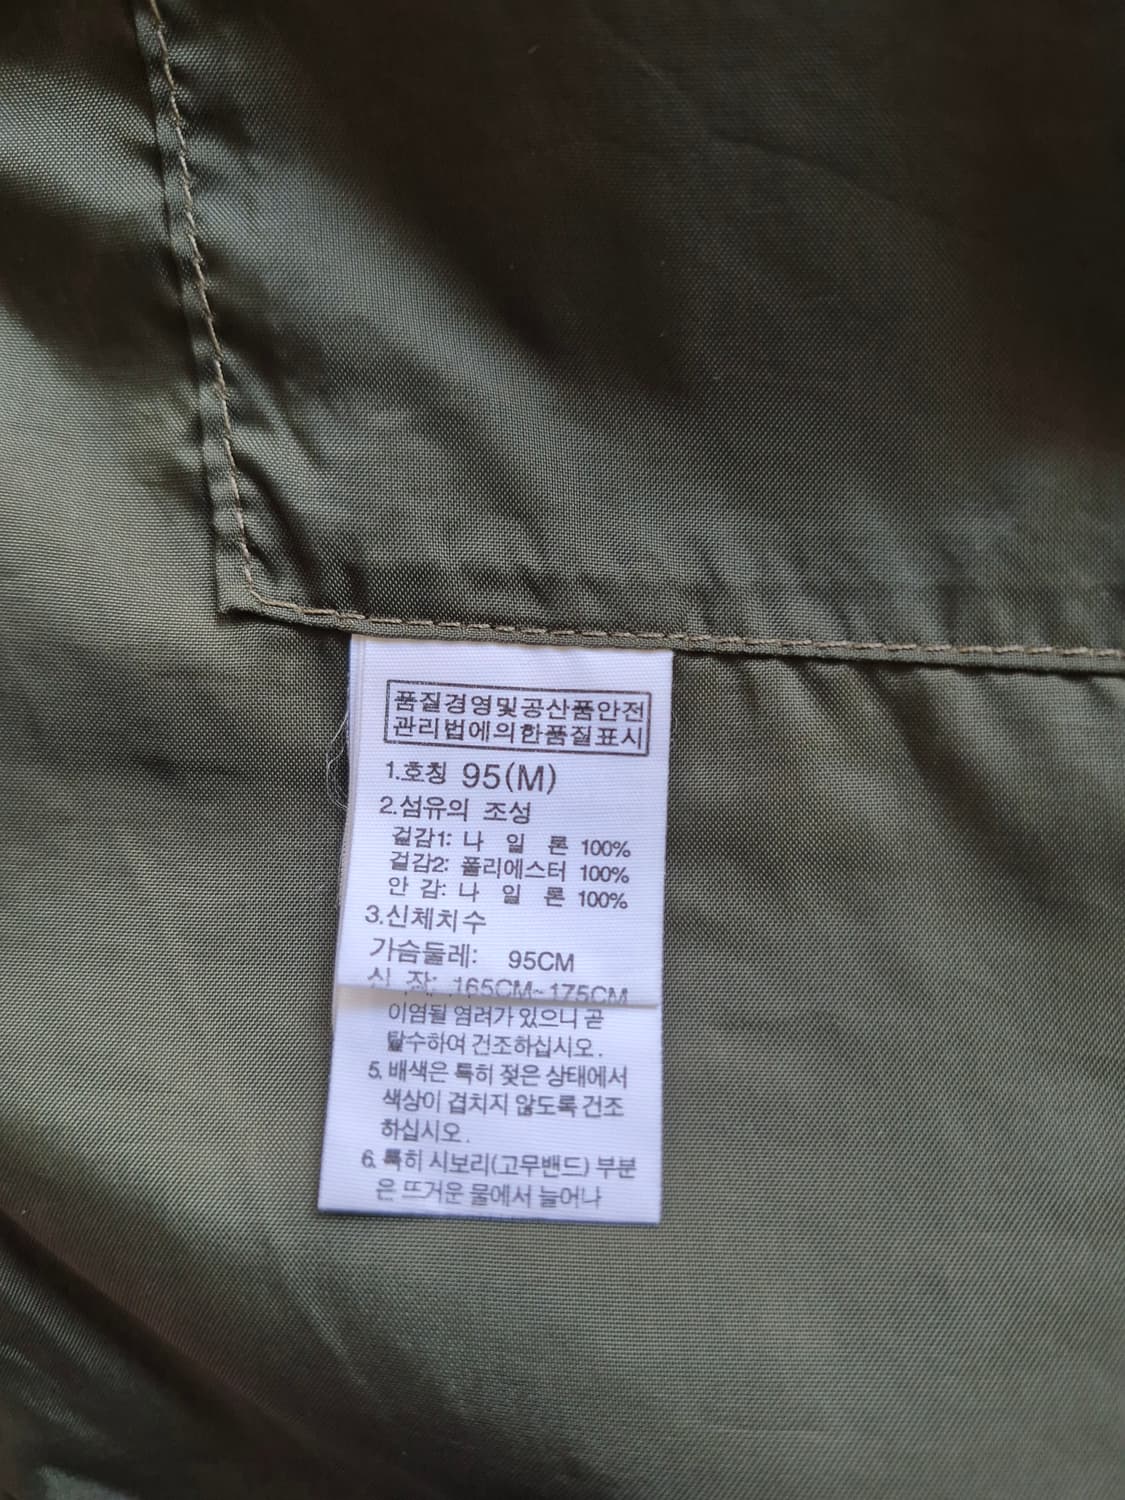 품질경영및공산품안전
관리법에의한품질표시
1.호칭 95(M)
2.섬유의 조성
겉감1: 나 일 론 100%
겉감2: 폴리에스터 100%
안 감: 나 일 론 100%
3.신체치수
가슴둘레: 95CM
신 장: 165CM~175CM
이염될 염려가 있으니 곧
탈수하여 건조하십시오.
5. 배색은 특히 젖은 상태에서
색상이 겹치지 않도록 건조
하십시오.
6. 특히 시보리(고무밴드) 부분
은 뜨거운 물에서 늘어나